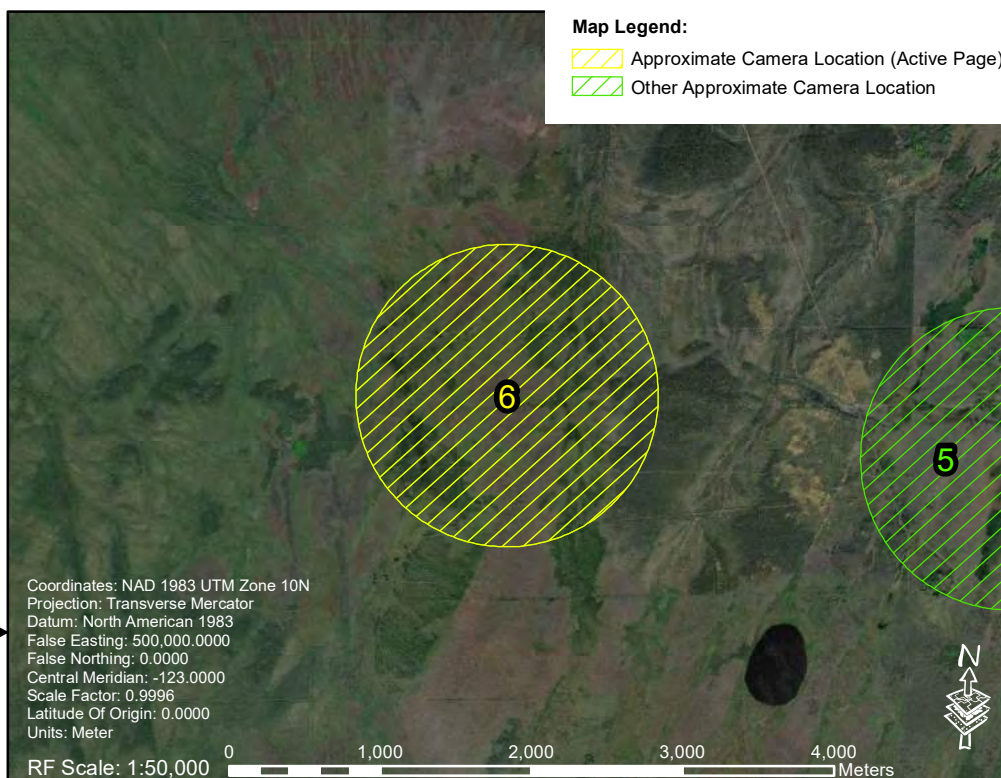 Map Legend:
Approximate Camera Location (Active Page)
Other Approximate Camera Location
6
5
Coordinates: NAD 1983 UTM Zone 10N
Projection: Transverse Mercator
Datum: North American 1983
False Easting: 500,000.0000
False Northing: 0.0000
Central Meridian: -123.0000
Scale Factor: 0.9996
Latitude Of Origin: 0.0000
Units: Meter
N
0 1,000 2,000 3,000 4,000
RF Scale: 1:50,000 Meters